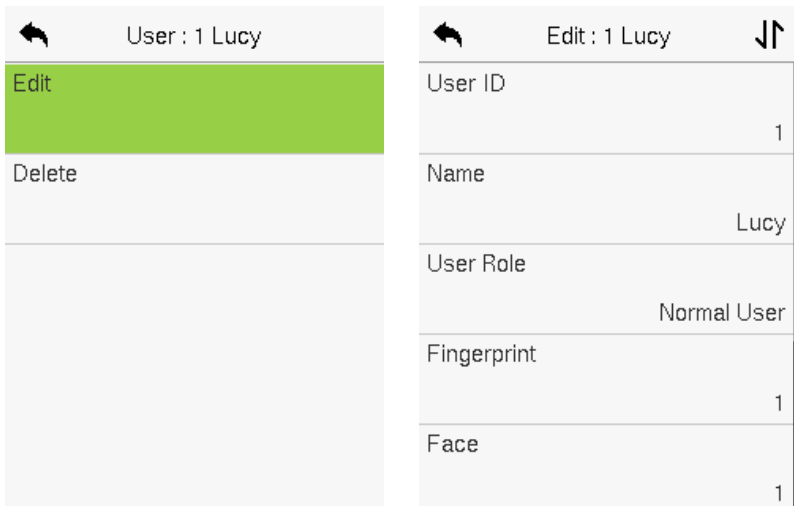 User : 1 Lucy
Edit
Delete
Edit : 1 Lucy
User ID
1
Name
Lucy
User Role
Normal User
Fingerprint
1
Face
1